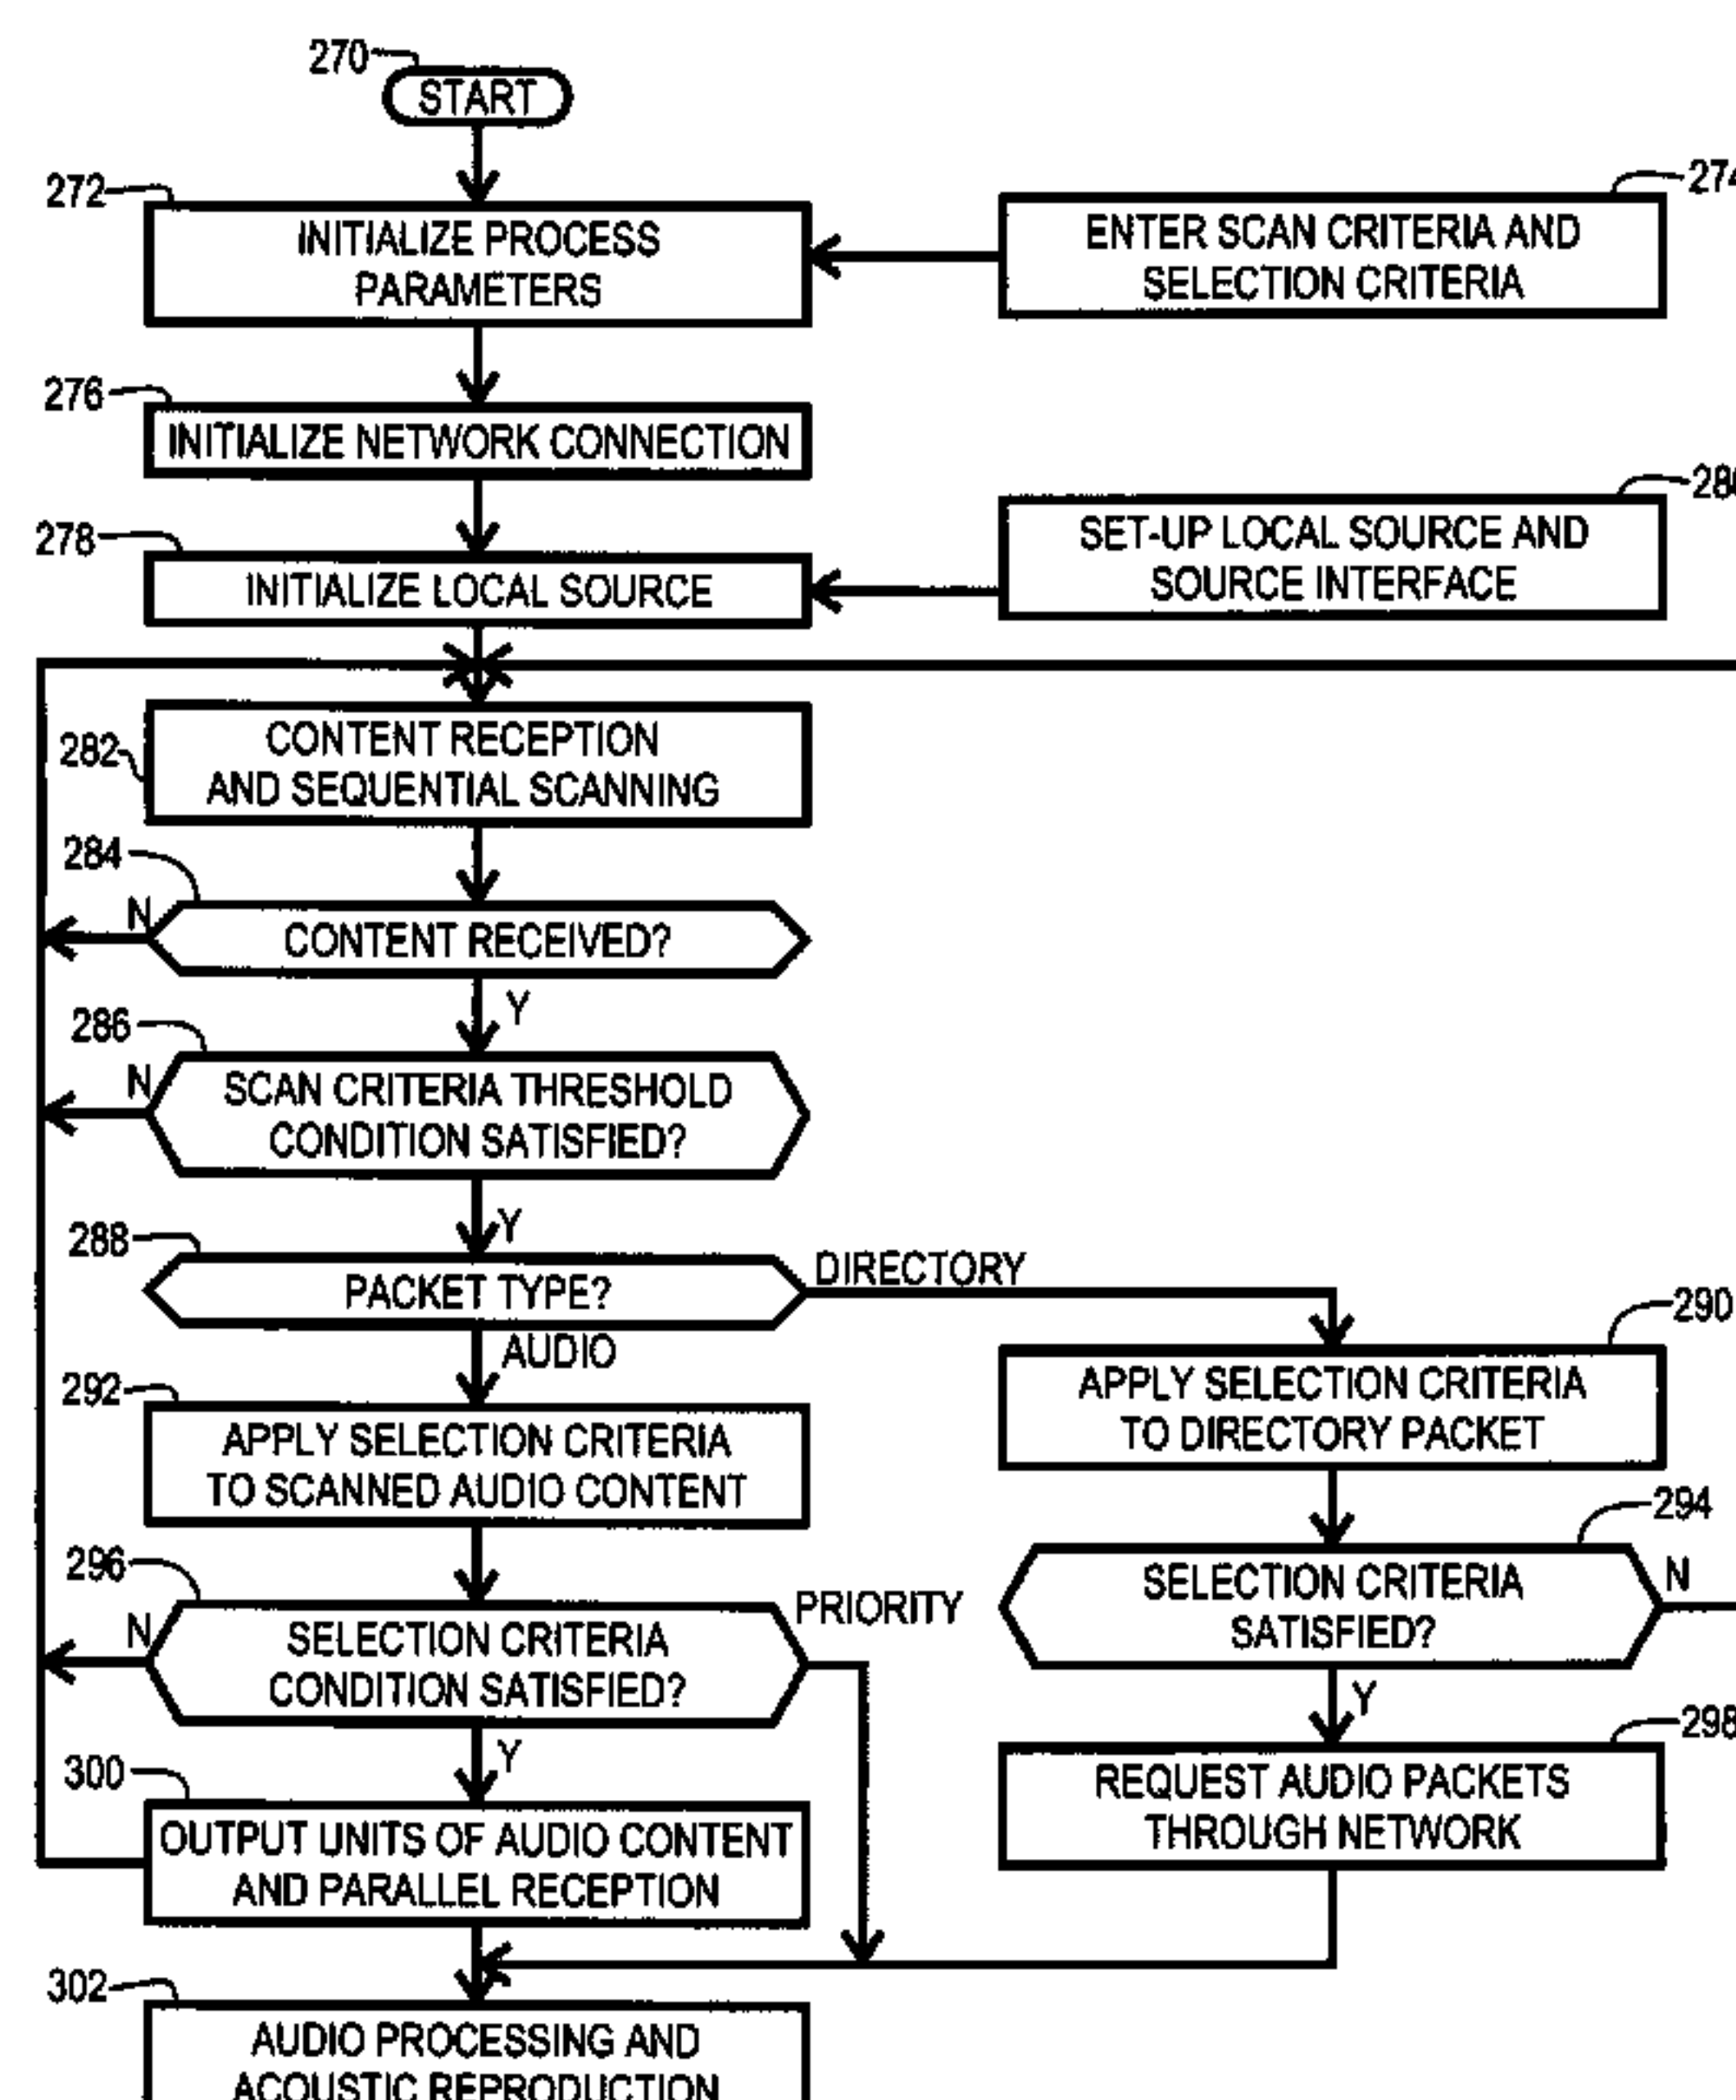 270
START
272
INITIALIZE PROCESS
PARAMETERS
274
ENTER SCAN CRITERIA AND
SELECTION CRITERIA
276
INITIALIZE NETWORK CONNECTION
278
INITIALIZE LOCAL SOURCE
SET-UP LOCAL SOURCE AND
SOURCE INTERFACE
282
CONTENT RECEPTION
AND SEQUENTIAL SCANNING
284
N
CONTENT RECEIVED?
Y
286
N
SCAN CRITERIA THRESHOLD
CONDITION SATISFIED?
Y
288
PACKET TYPE?
DIRECTORY
AUDIO
290
APPLY SELECTION CRITERIA
TO DIRECTORY PACKET
292
APPLY SELECTION CRITERIA
TO SCANNED AUDIO CONTENT
294
SELECTION CRITERIA
SATISFIED?
N
Y
296
N
SELECTION CRITERIA
CONDITION SATISFIED?
PRIORITY
Y
298
REQUEST AUDIO PACKETS
THROUGH NETWORK
300
OUTPUT UNITS OF AUDIO CONTENT
AND PARALLEL RECEPTION
302
AUDIO PROCESSING AND
ACOUSTIC REPRODUCTION